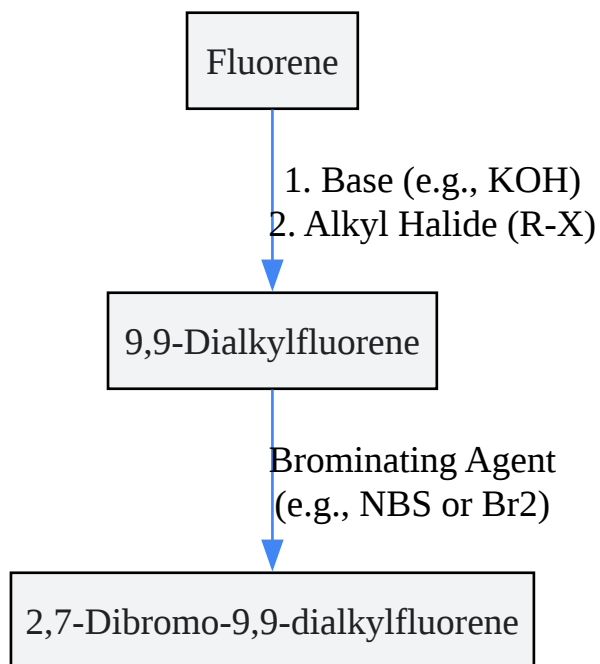 Fluorene
1. Base (e.g., KOH)
2. Alkyl Halide (R-X)
9,9-Dialkylfluorene
Brominating Agent
(e.g., NBS or Br2)
2,7-Dibromo-9,9-dialkylfluorene